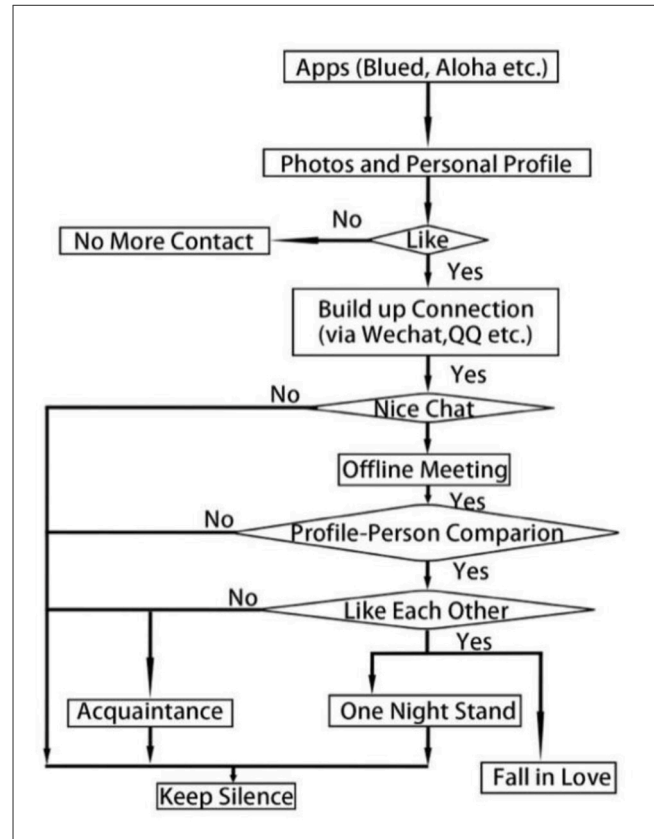 Apps (Blued, Aloha etc.)
Photos and Personal Profile
No
No More Contact
Like
Yes
Build up Connection
(via Wechat,QQ etc.)
Yes
No
Nice Chat
Offline Meeting
Yes
No
Profile-Person Comparion
Yes
No
Like Each Other
Yes
Acquaintance
One Night Stand
Fall in Love
Keep Silence